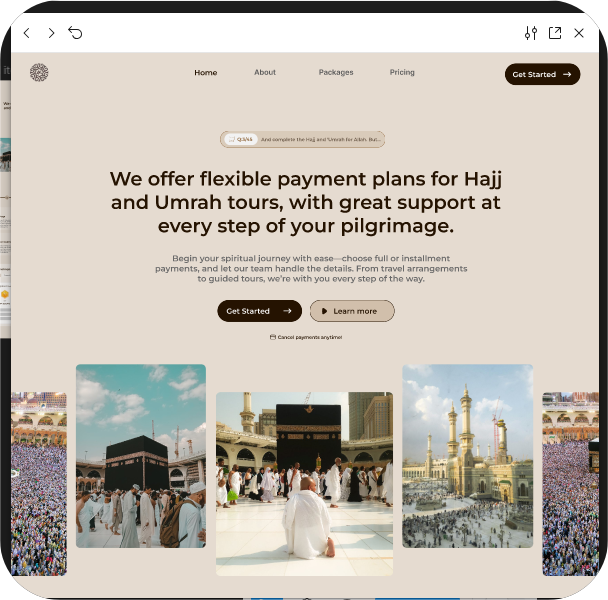 Home
About
Packages
Pricing
Get Started
And complete the Hajj and 'Umrah for Allah. But...
We offer flexible payment plans for Hajj
and Umrah tours, with great support at
every step of your pilgrimage.
Begin your spiritual journey with ease—choose full or installment
payments, and let our team handle the details. From travel arrangements
to guided tours, we're with you every step of the way.
Get Started
Learn more
Cancel payments anytime!